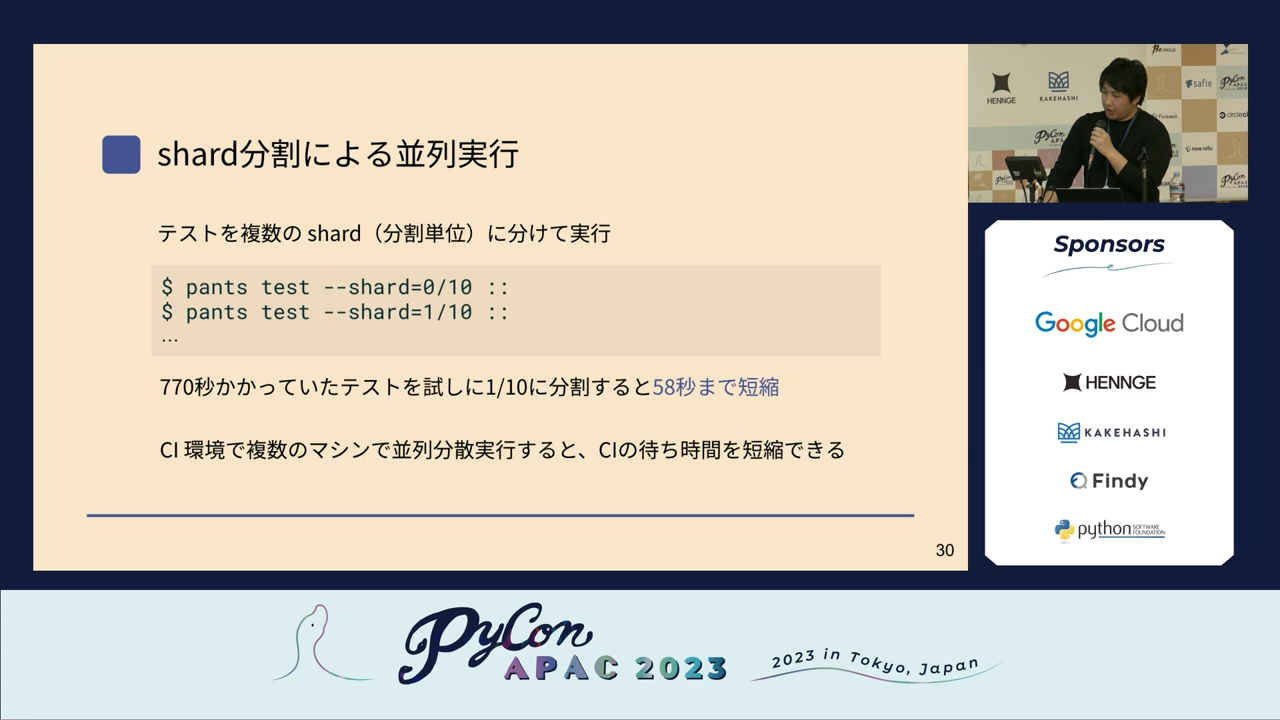 shard分割による並列実行
テストを複数の shard（分割単位）に分けて実行
$ pants test --shard=0/10 ::
$ pants test --shard=1/10 ::
...
770秒かかっていたテストを試しに1/10に分割すると58秒まで短縮
CI 環境で複数のマシンで並列分散実行すると、CIの待ち時間を短縮できる
30
HENNGE
KAKEHASHI
safie
PyCon
new relic
Sponsors
Google Cloud
HENNGE
KAKEHASHI
Findy
python SOFTWARE FOUNDATION
PyCon
APAC 2023
2023 in Tokyo, Japan